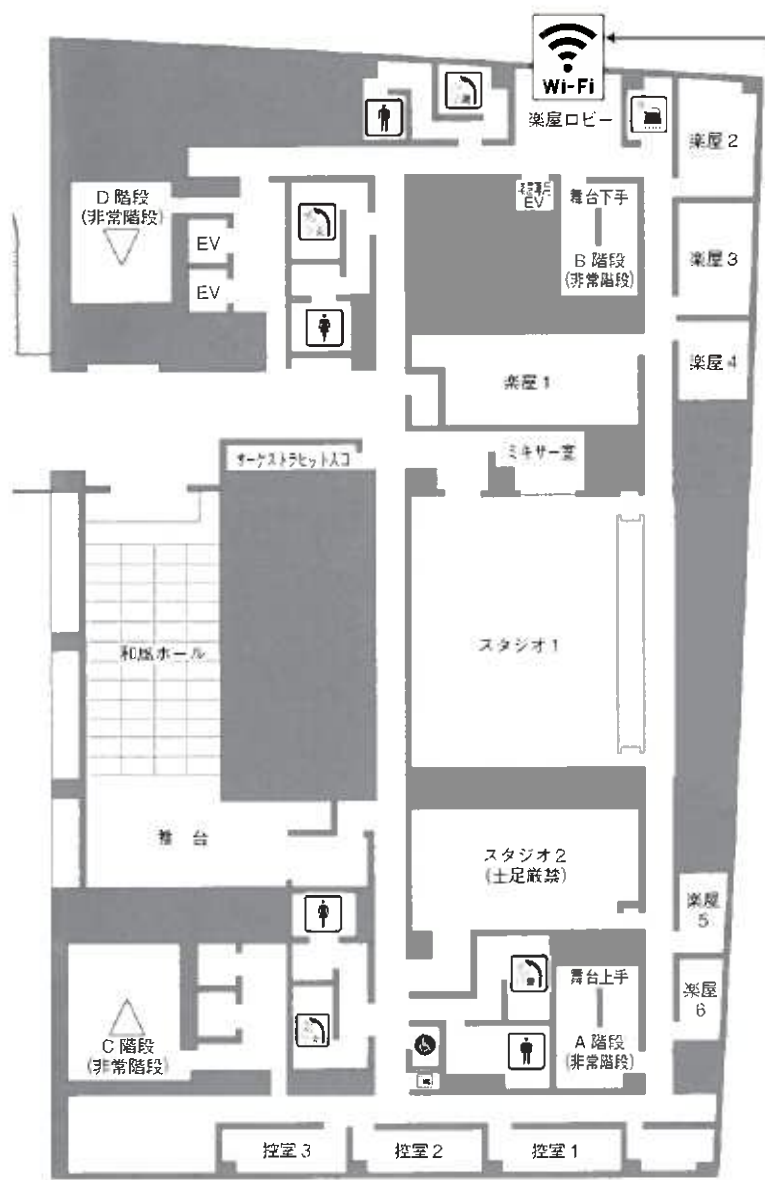 Wi-Fi
楽屋ロビー
楽屋2
D 階段
(非常階段)
EV
EV
EV
舞台下手
B 階段
(非常階段)
楽屋3
楽屋4
楽屋1
オーケストラピット入口
ミキサー室
和風ホール
スタジオ1
舞台
スタジオ2
(土足厳禁)
楽屋
5
楽屋
6
舞台上手
A 階段
(非常階段)
C 階段
(非常階段)
控室3
控室2
控室1